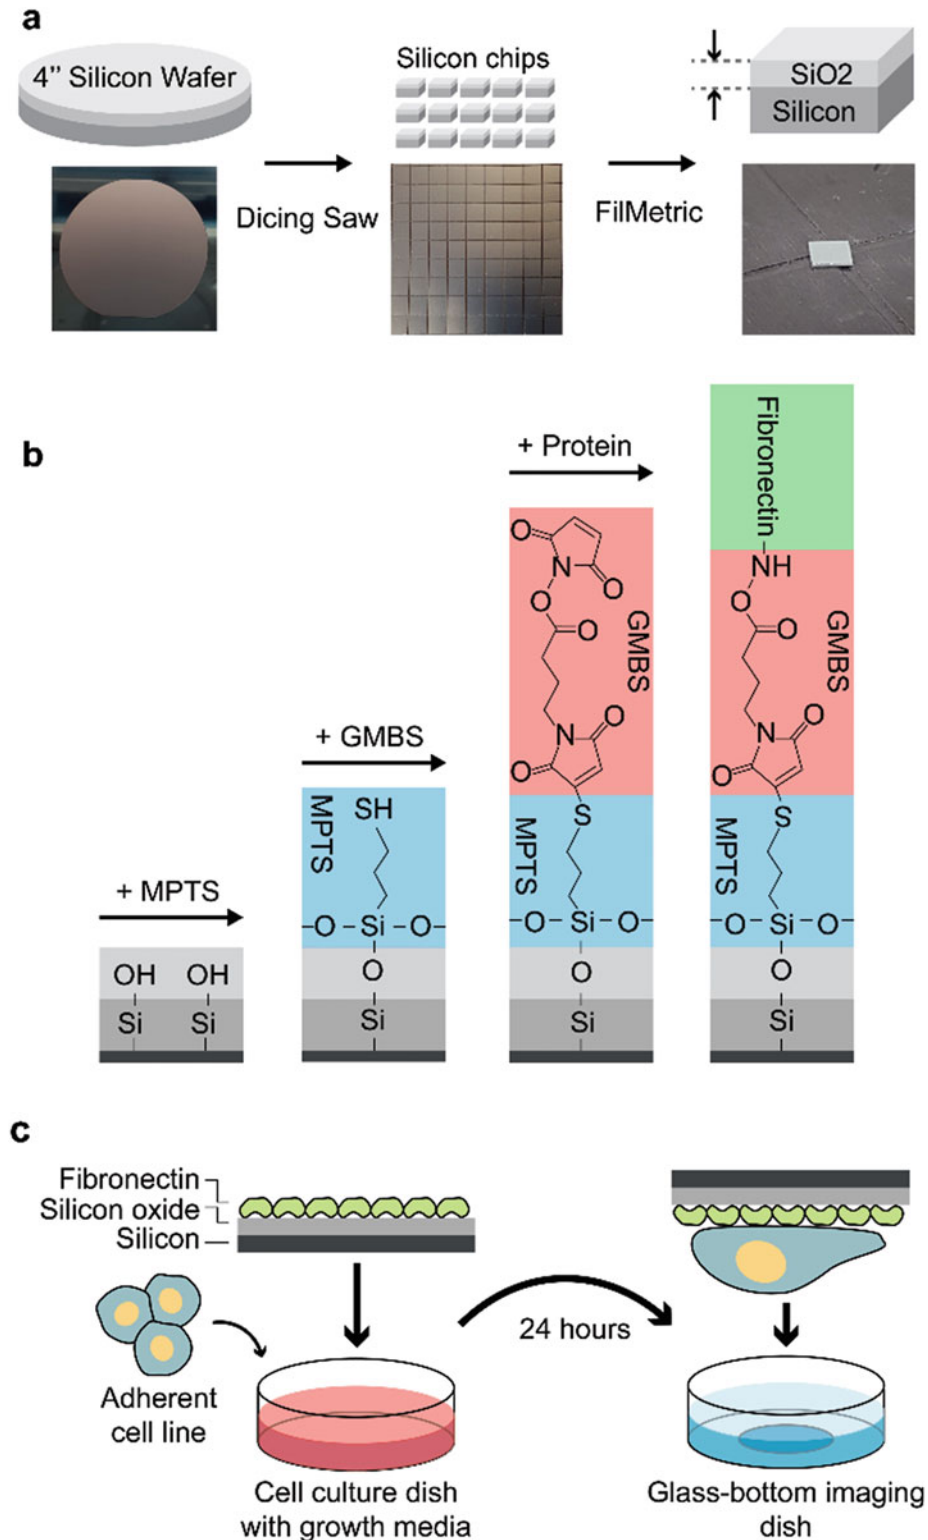 a
4’’ Silicon Wafer
Silicon chips
SiO2
Silicon
Dicing Saw
FilMetric
b
+ MPTS
OH OH
Si Si
+ GMBS
MPTS
SH
–O–Si–O–
O
Si
+ Protein
O
N
O
O
O
GMBS
N
O
O
S
MPTS
–O–Si–O–
O
Si
Fibronectin
NH
O
O
GMBS
N
O
O
S
MPTS
–O–Si–O–
O
Si
c
Fibronectin
Silicon oxide
Silicon
Adherent
cell line
24 hours
Cell culture dish
with growth media
Glass-bottom imaging
dish